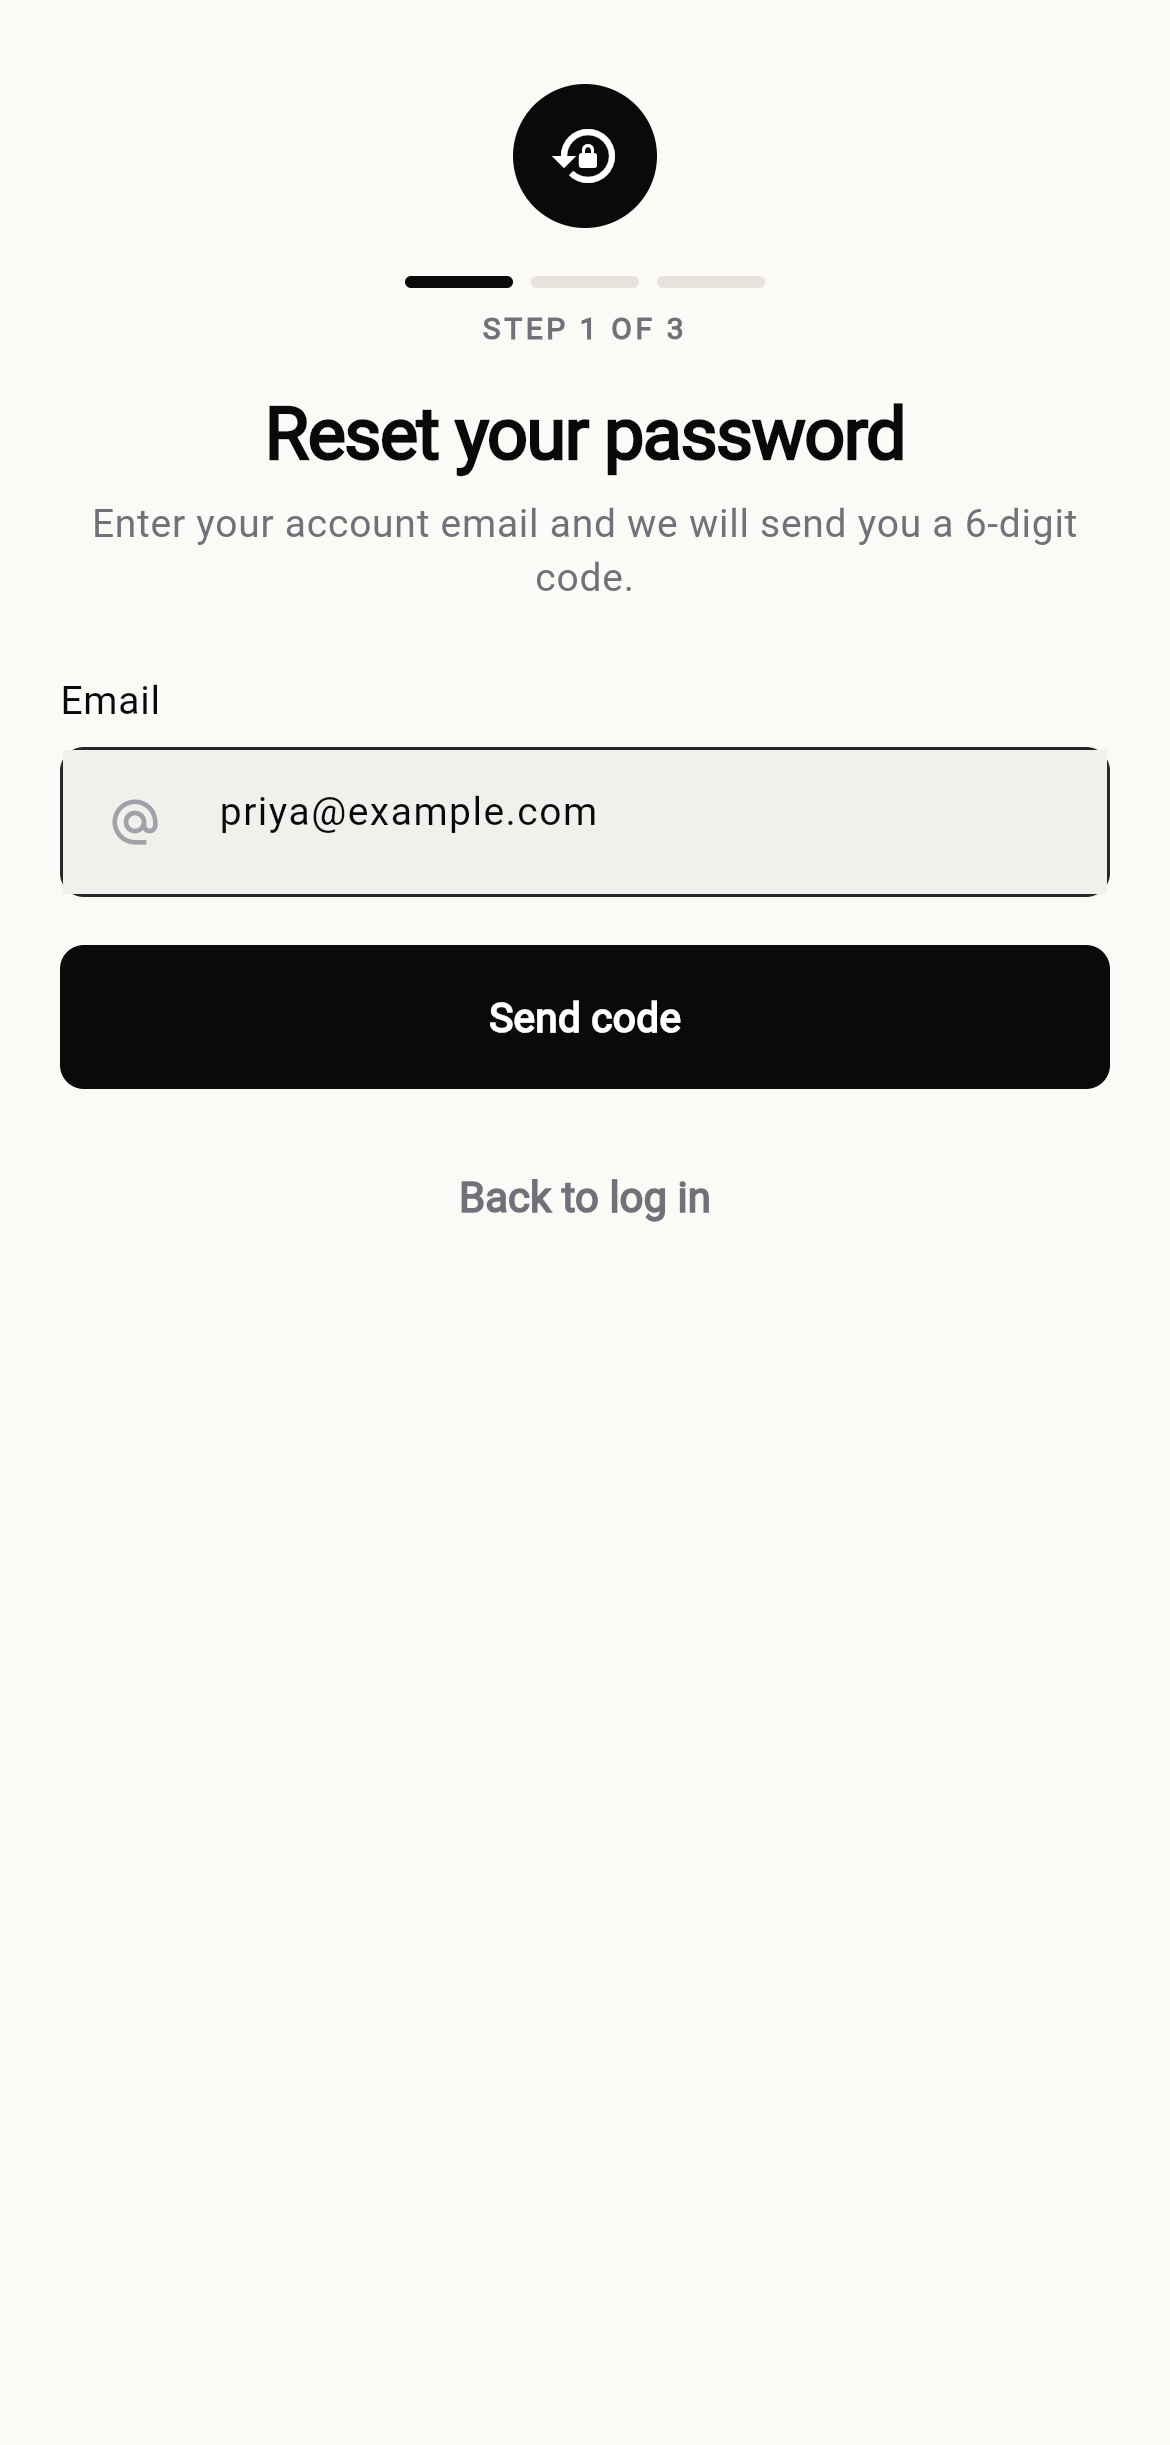 STEP 1 OF 3
Reset your password
Enter your account email and we will send you a 6-digit
code.
Email
priya@example.com
Send code
Back to log in